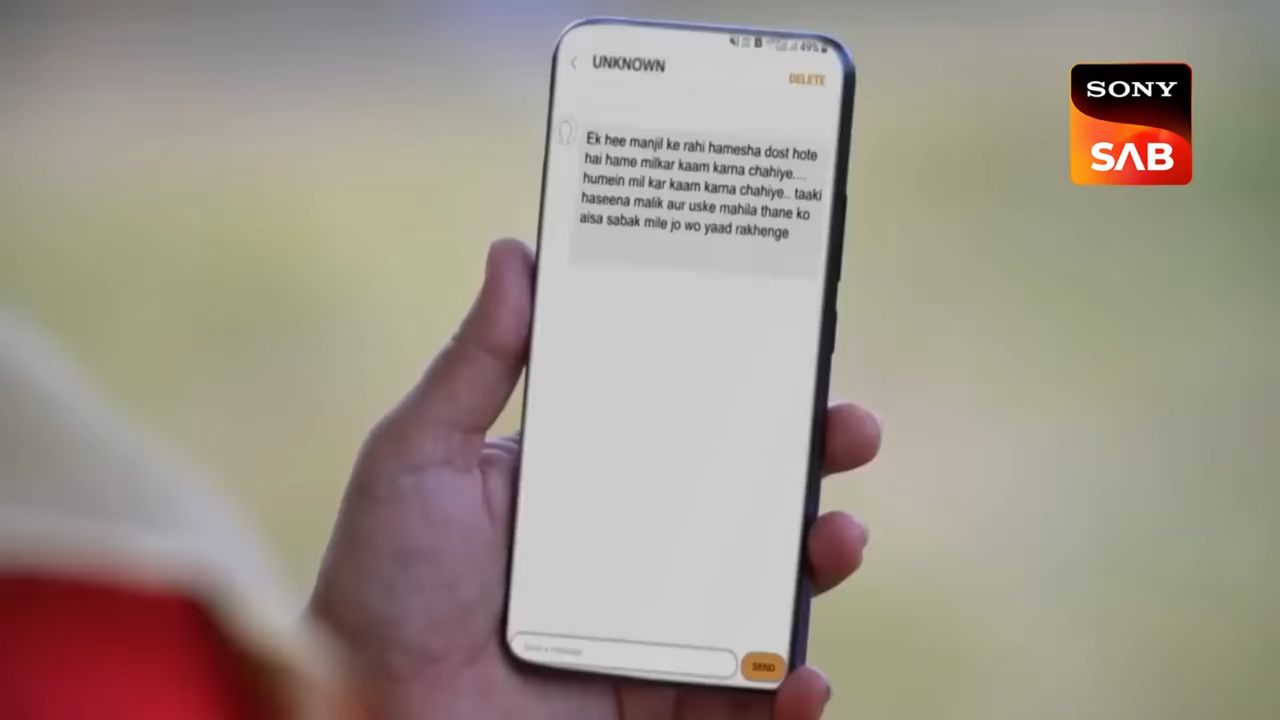 49%
UNKNOWN
DELETE
Ek hee manjil ke rahi hamesha dost hote
hai hame milkar kaam karna chahiye....
humein mil kar kaam karna chahiye.. taaki
haseena malik aur uske mahila thane ko
aisa sabak mile jo wo yaad rakhenge
SEND
SONY
SAB